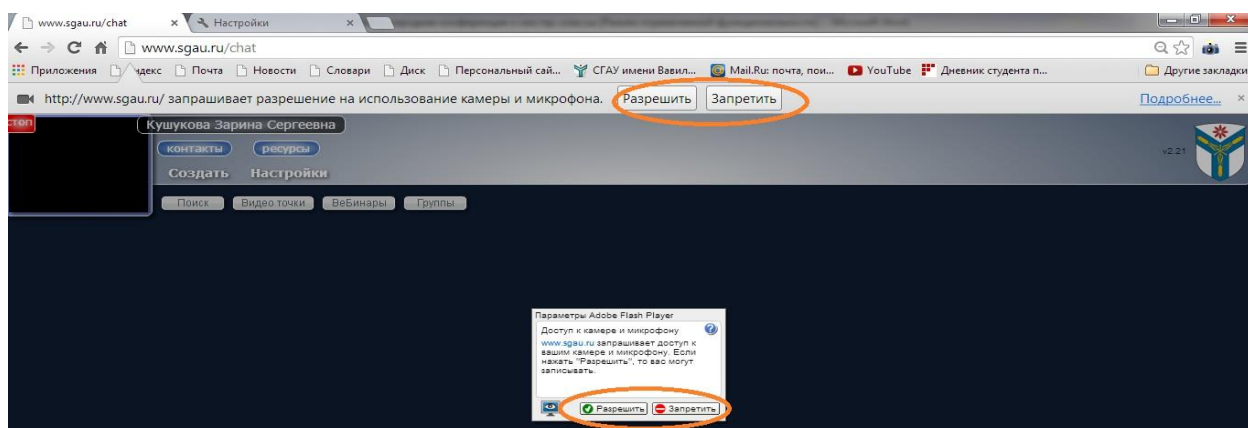 www.sgau.ru/chat Настройки
www.sgau.ru/chat
Приложения Яндекс Почта Новости Словари Диск Персональный сай... СГАУ имени Вавил... Mail.Ru: почта, пои... YouTube Дневник студента п... Другие закладки
http://www.sgau.ru/ запрашивает разрешение на использование камеры и микрофона. Разрешить Запретить Подробнее...
стоп Кушукова Зарина Сергеевна
контакты ресурсы v2.21
Создать Настройки
Поиск Видео точки ВеБинары Группы
Параметры Adobe Flash Player
Доступ к камере и микрофону
www.sgau.ru запрашивает доступ к
вашим камере и микрофону. Если
нажать "Разрешить", то вас могут
записывать.
Разрешить Запретить